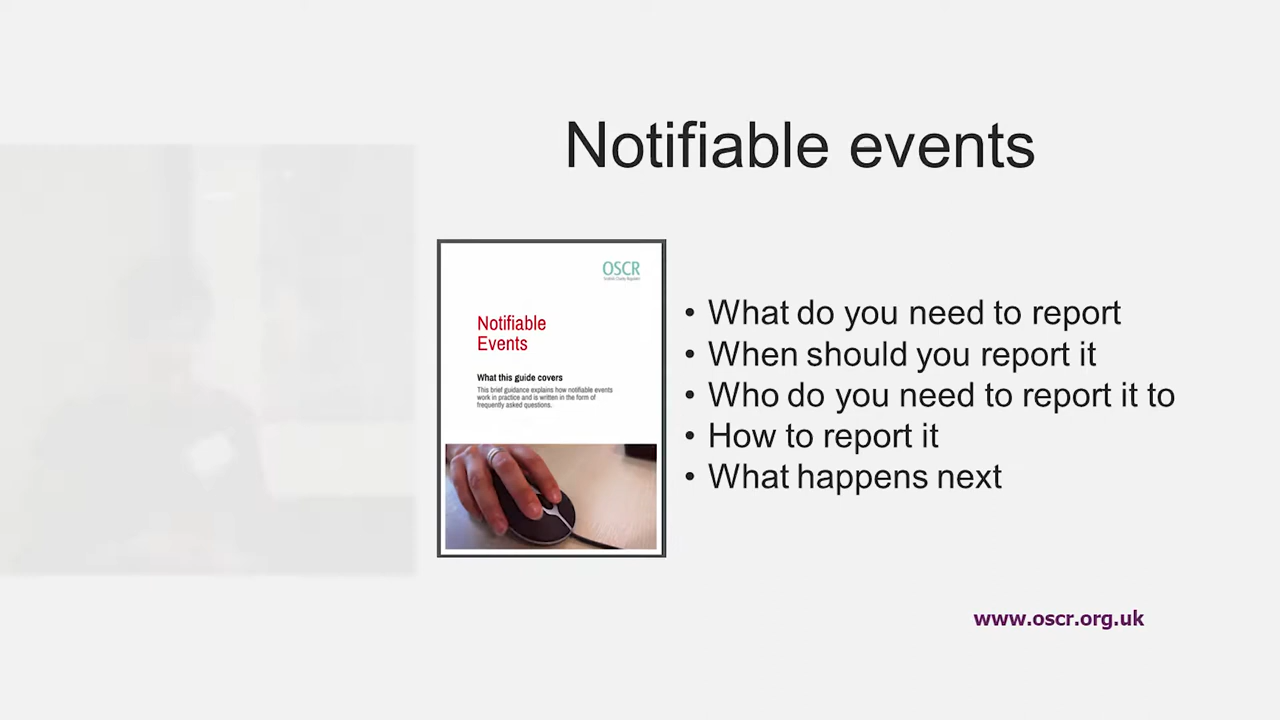 Notifiable events
OSCR
Scottish Charity Regulator
Notifiable
Events
What this guide covers
This brief guidance explains how notifiable events
work in practice and is written in the form of
frequently asked questions.
• What do you need to report
• When should you report it
• Who do you need to report it to
• How to report it
• What happens next
www.oscr.org.uk